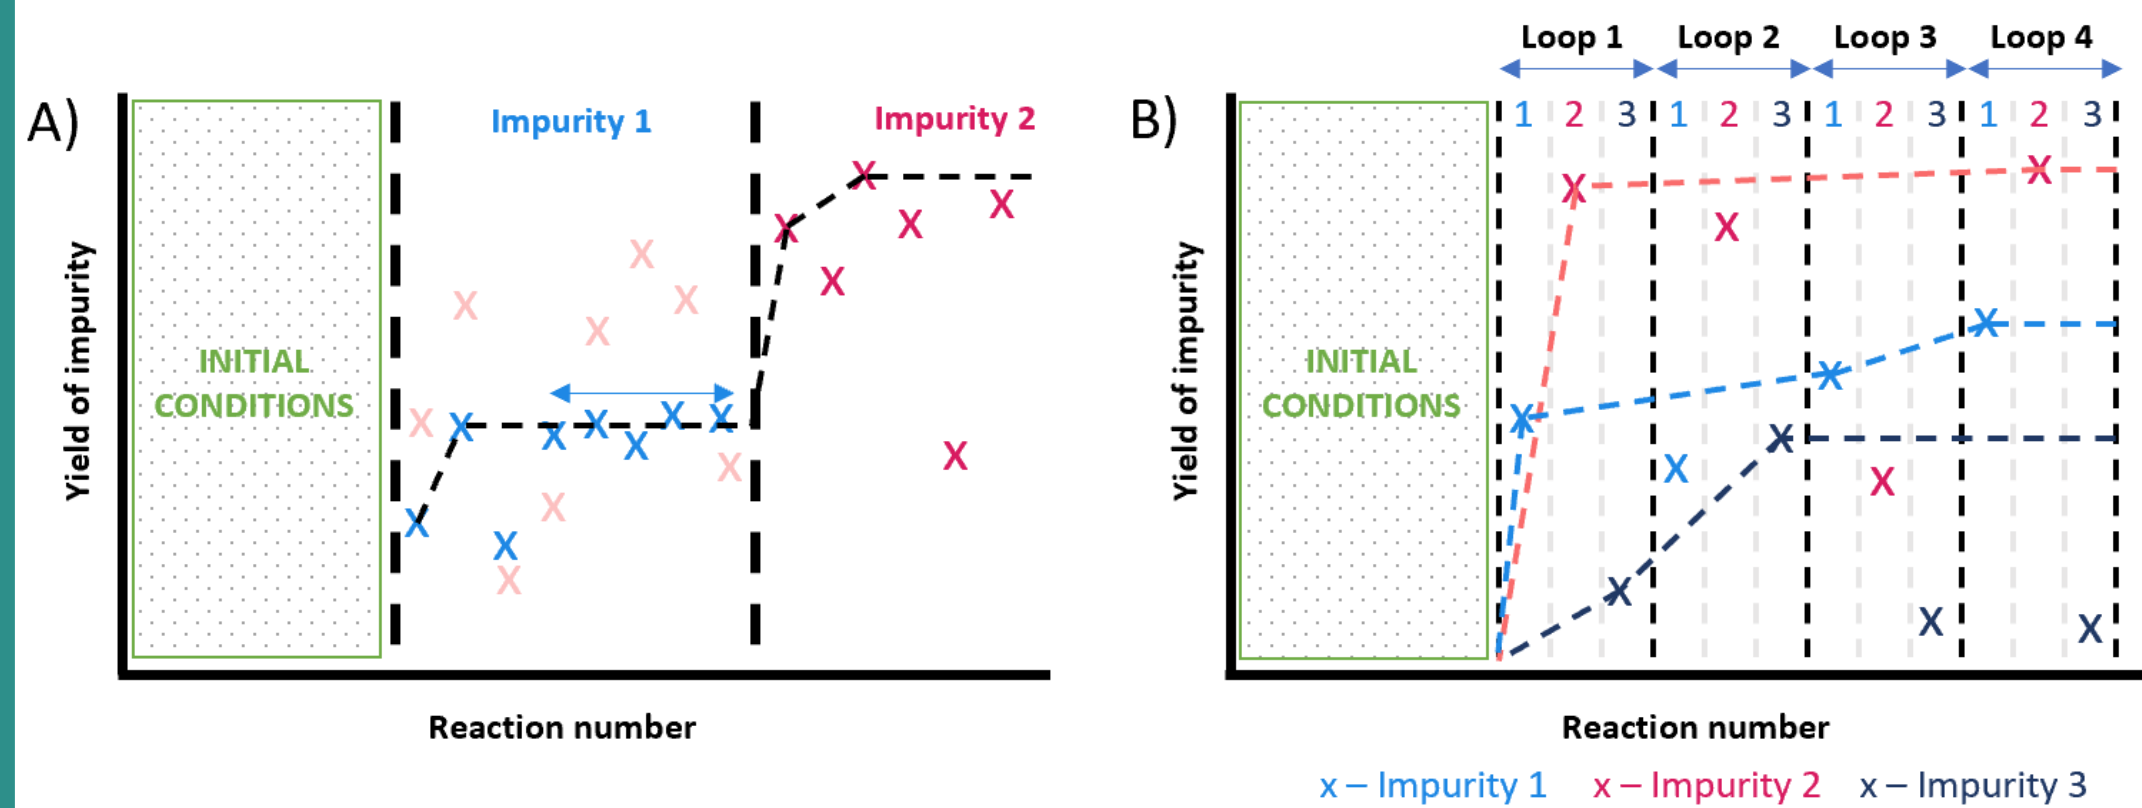 A)
Impurity 1
Impurity 2
INITIAL
CONDITIONS
Yield of impurity
Reaction number
B)
Loop 1 Loop 2 Loop 3 Loop 4
1 2 3 1 2 3 1 2 3 1 2 3
INITIAL
CONDITIONS
Yield of impurity
Reaction number
x – Impurity 1 x – Impurity 2 x – Impurity 3